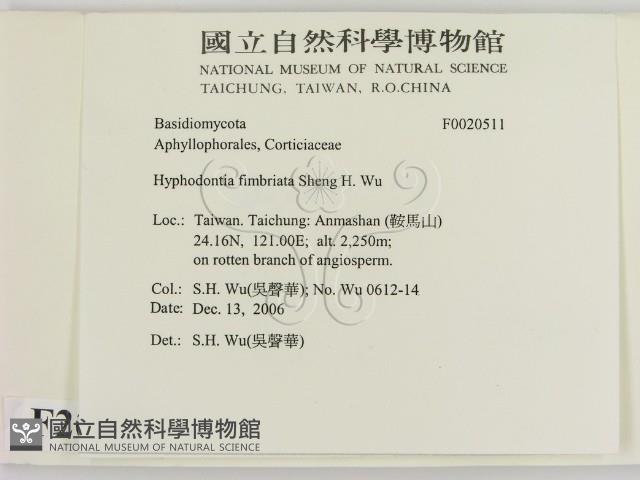 國立自然科學博物館
NATIONAL MUSEUM OF NATURAL SCIENCE
TAICHUNG, TAIWAN, R.O.CHINA
Basidiomycota F0020511
Aphyllophorales, Corticiaceae
Hyphodontia fimbriata Sheng H. Wu
Loc.: Taiwan. Taichung: Anmashan (鞍馬山)
24.16N, 121.00E; alt. 2,250m;
on rotten branch of angiosperm.
Col.: S.H. Wu(吳聲華); No. Wu 0612-14
Date: Dec. 13, 2006
Det.: S.H. Wu(吳聲華)
國立自然科學博物館
NATIONAL MUSEUM OF NATURAL SCIENCE